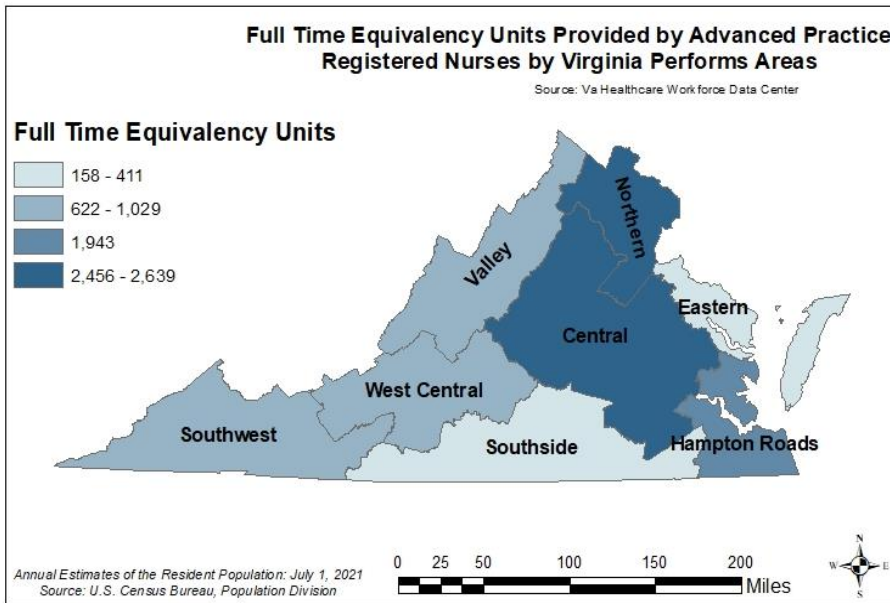 Full Time Equivalency Units Provided by Advanced Practice
Registered Nurses by Virginia Performs Areas
Source: Va Healthcare Workforce Data Center
Full Time Equivalency Units
158 - 411
622 - 1,029
1,943
2,456 - 2,639
Northern
Valley
Eastern
Central
West Central
Southwest
Southside
Hampton Roads
Annual Estimates of the Resident Population: July 1, 2021
Source: U.S. Census Bureau, Population Division
0 25 50 100 150 200
Miles
N
W E
S